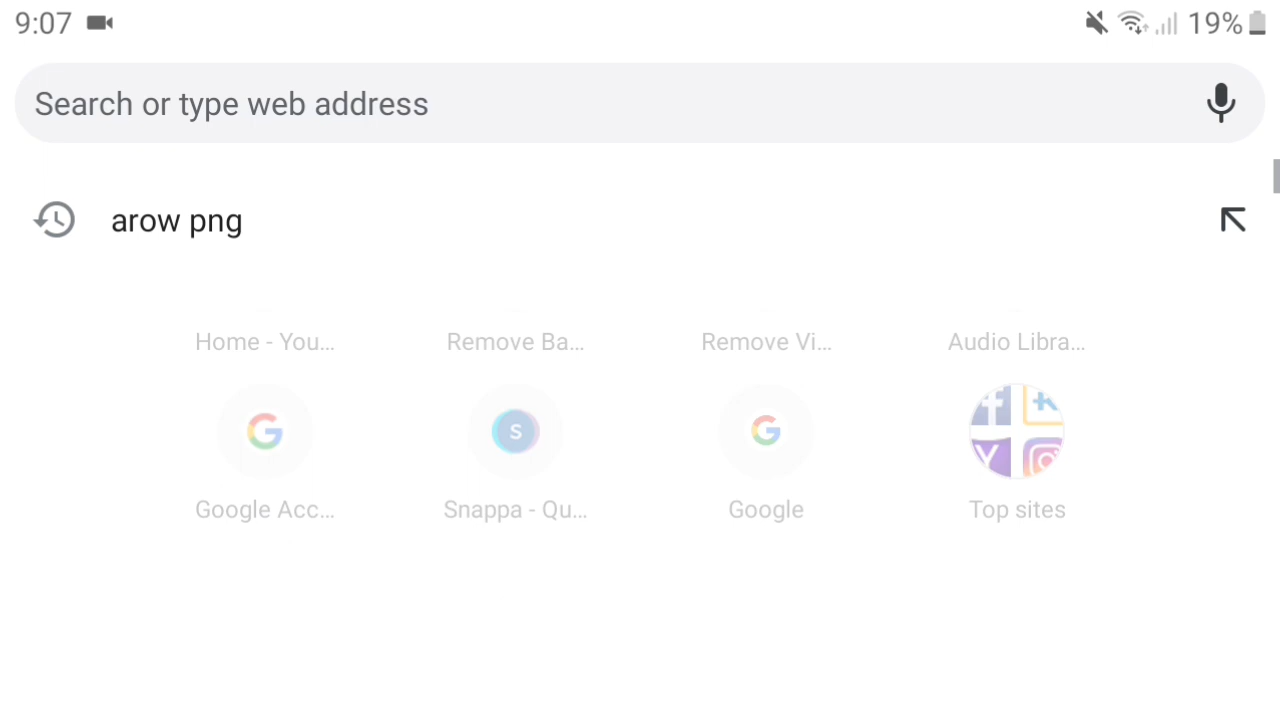 9:07 19%
Search or type web address
arow png
Home - You... Remove Ba... Remove Vi... Audio Libra...
S
Google Acc... Snappa - Qu... Google Top sites